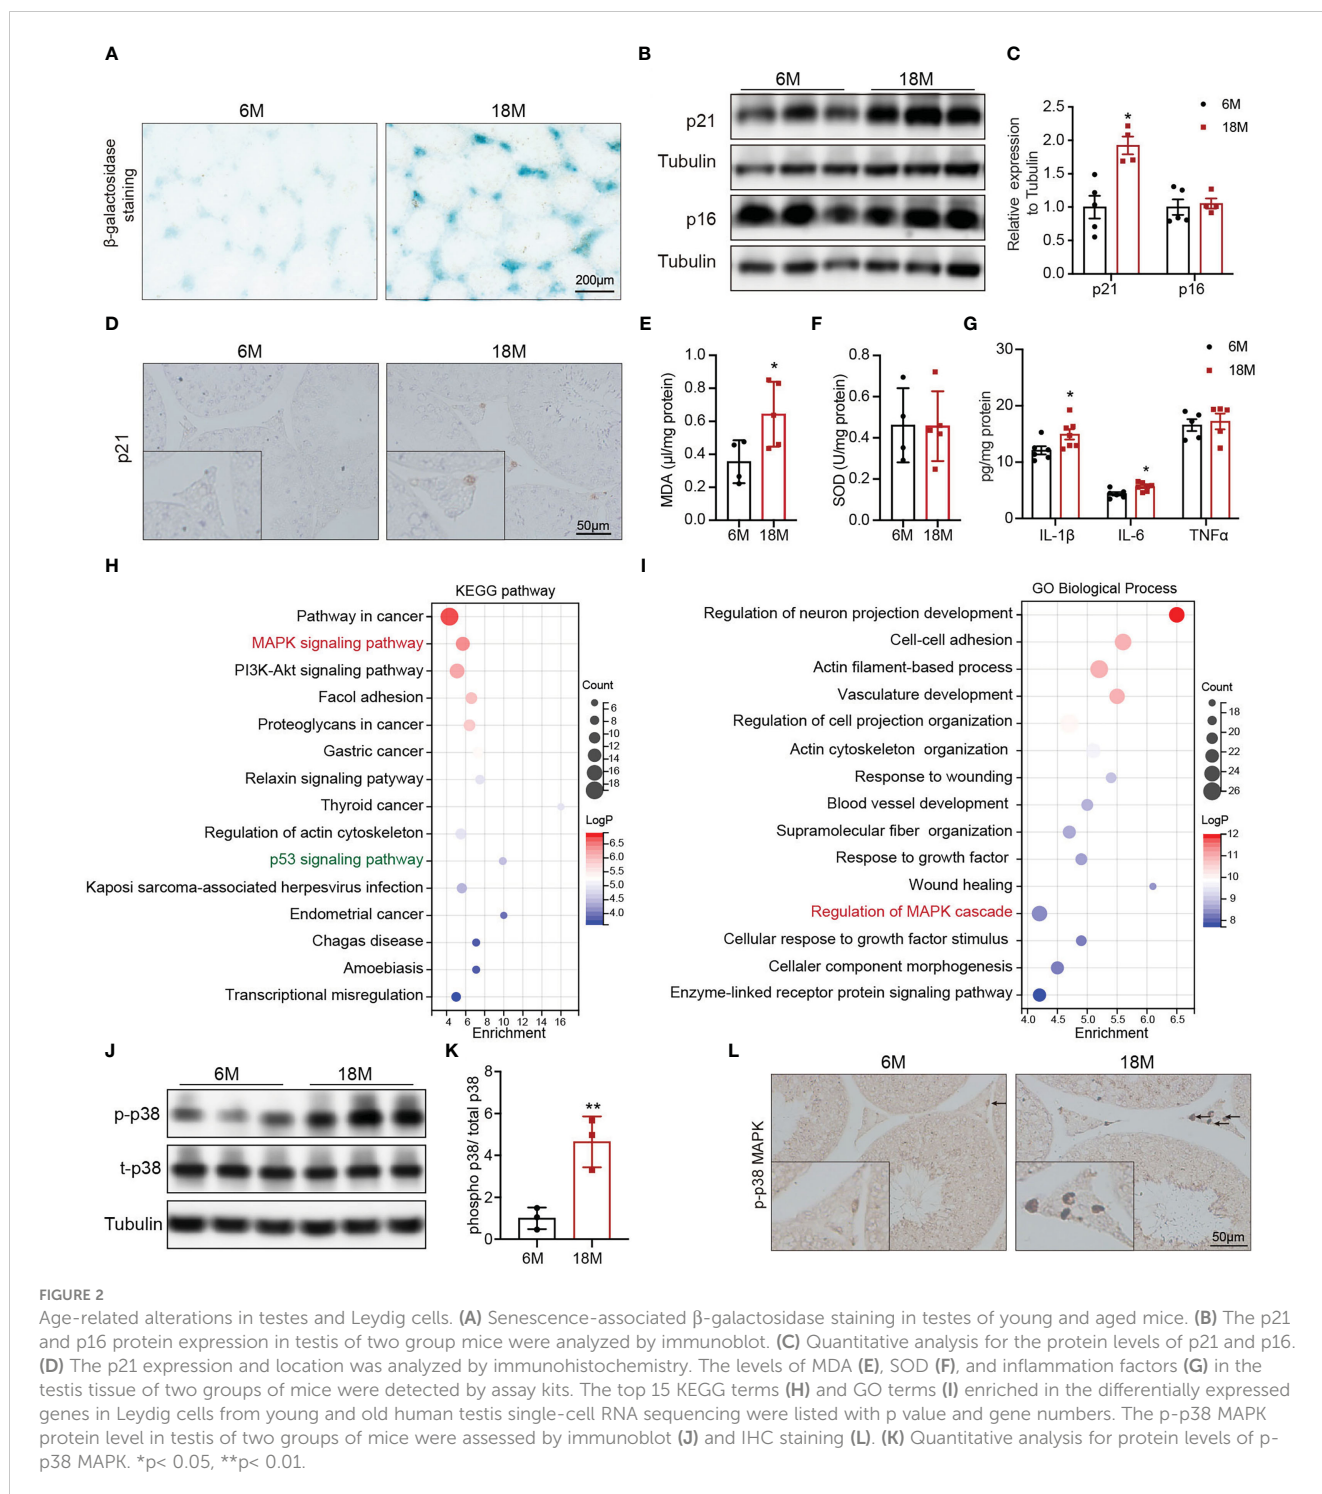 A
6M
18M
β-galactosidase
staining
200μm
B
6M
18M
p21
Tubulin
p16
Tubulin
C
Relative expression
to Tubulin
2.5
2.0
1.5
1.0
0.5
0.0
p21
p16
6M
18M
*
D
6M
18M
p21
50μm
E
MDA (μl/mg protein)
1.0
0.8
0.6
0.4
0.2
0.0
*
6M 18M
F
SOD (U/mg protein)
0.8
0.6
0.4
0.2
0.0
6M 18M
G
pg/mg protein
30
20
10
0
*
*
IL-1β
IL-6
TNFα
6M
18M
H
KEGG pathway
Pathway in cancer
MAPK signaling pathway
PI3K-Akt signaling pathway
Facol adhesion
Proteoglycans in cancer
Gastric cancer
Relaxin signaling patyway
Thyroid cancer
Regulation of actin cytoskeleton
p53 signaling pathway
Kaposi sarcoma-associated herpesvirus infection
Endometrial cancer
Chagas disease
Amoebiasis
Transcriptional misregulation
4 6 8 10 12 14 16
Enrichment
Count
6
8
10
12
14
16
18
LogP
6.5
6.0
5.5
5.0
4.5
4.0
I
GO Biological Process
Regulation of neuron projection development
Cell-cell adhesion
Actin filament-based process
Vasculature development
Regulation of cell projection organization
Actin cytoskeleton organization
Response to wounding
Blood vessel development
Supramolecular fiber organization
Respose to growth factor
Wound healing
Regulation of MAPK cascade
Cellular respose to growth factor stimulus
Cellaler component morphogenesis
Enzyme-linked receptor protein signaling pathway
4.0 4.5 5.0 5.5 6.0 6.5
Enrichment
Count
18
20
22
24
26
LogP
12
11
10
9
8
J
6M
18M
p-p38
t-p38
Tubulin
K
phospho p38/ total p38
8
6
4
2
0
**
6M
18M
L
6M
18M
p-p38 MAPK
50μm
FIGURE 2
Age-related alterations in testes and Leydig cells. (A) Senescence-associated β-galactosidase staining in testes of young and aged mice. (B) The p21
and p16 protein expression in testis of two group mice were analyzed by immunoblot. (C) Quantitative analysis for the protein levels of p21 and p16.
(D) The p21 expression and location was analyzed by immunohistochemistry. The levels of MDA (E), SOD (F), and inflammation factors (G) in the
testis tissue of two groups of mice were detected by assay kits. The top 15 KEGG terms (H) and GO terms (I) enriched in the differentially expressed
genes in Leydig cells from young and old human testis single-cell RNA sequencing were listed with p value and gene numbers. The p-p38 MAPK
protein level in testis of two groups of mice were assessed by immunoblot (J) and IHC staining (L). (K) Quantitative analysis for protein levels of p-
p38 MAPK. *p< 0.05, **p< 0.01.